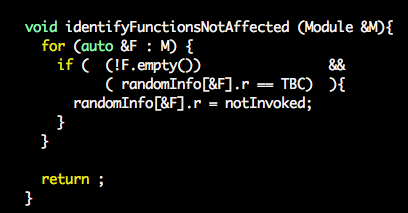 void identifyFunctionsNotAffected (Module &M){
  for (auto &F : M) {
    if (  (!F.empty())                &&
          ( randomInfo[&F].r == TBC)  ){
      randomInfo[&F].r = notInvoked;
    }
  }

  return ;
}